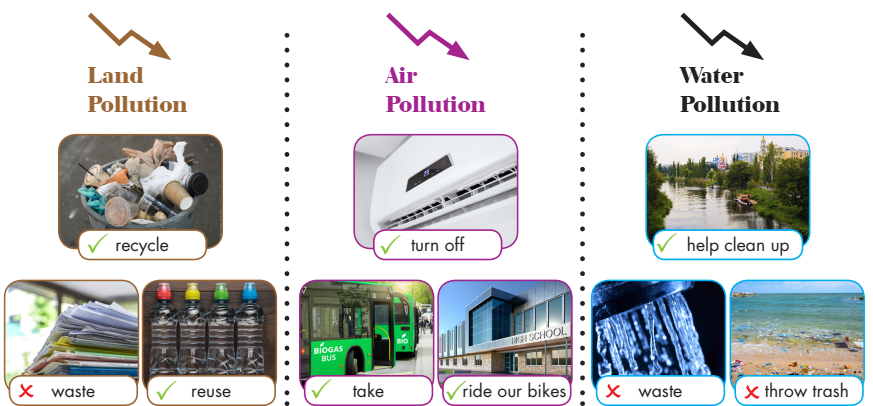 Land
Pollution
recycle
waste
reuse
Air
Pollution
25
turn off
BIOGAS
BUS
BIO
take
HIGH SCHOOL
ride our bikes
Water
Pollution
help clean up
waste
throw trash